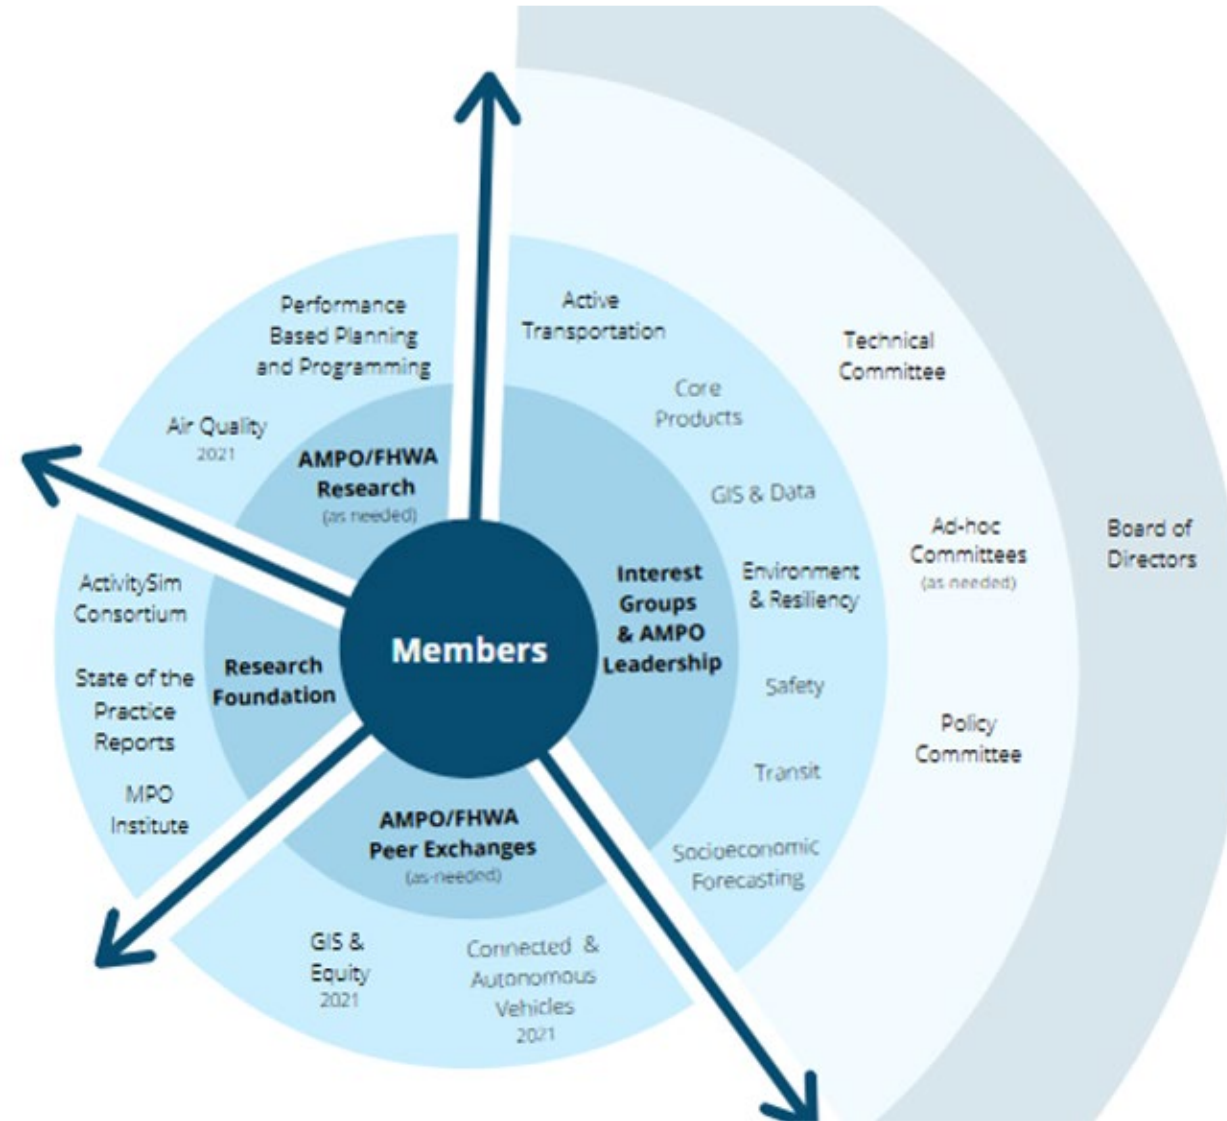 Performance
Based Planning
and Programming
Air Quality
2021
AMPO/FHWA
Research
(as needed)
ActivitySim
Consortium
State of the
Practice
Reports
MPO
Institute
Research
Foundation
Members
AMPO/FHWA
Peer Exchanges
(as-needed)
GIS &
Equity
2021
Connected &
Autonomous
Vehicles
2021
Interest
Groups
& AMPO
Leadership
Active
Transportation
Core
Products
GIS & Data
Environment
& Resiliency
Safety
Transit
Socioeconomic
Forecasting
Technical
Committee
Ad-hoc
Committees
(as needed)
Policy
Committee
Board of
Directors